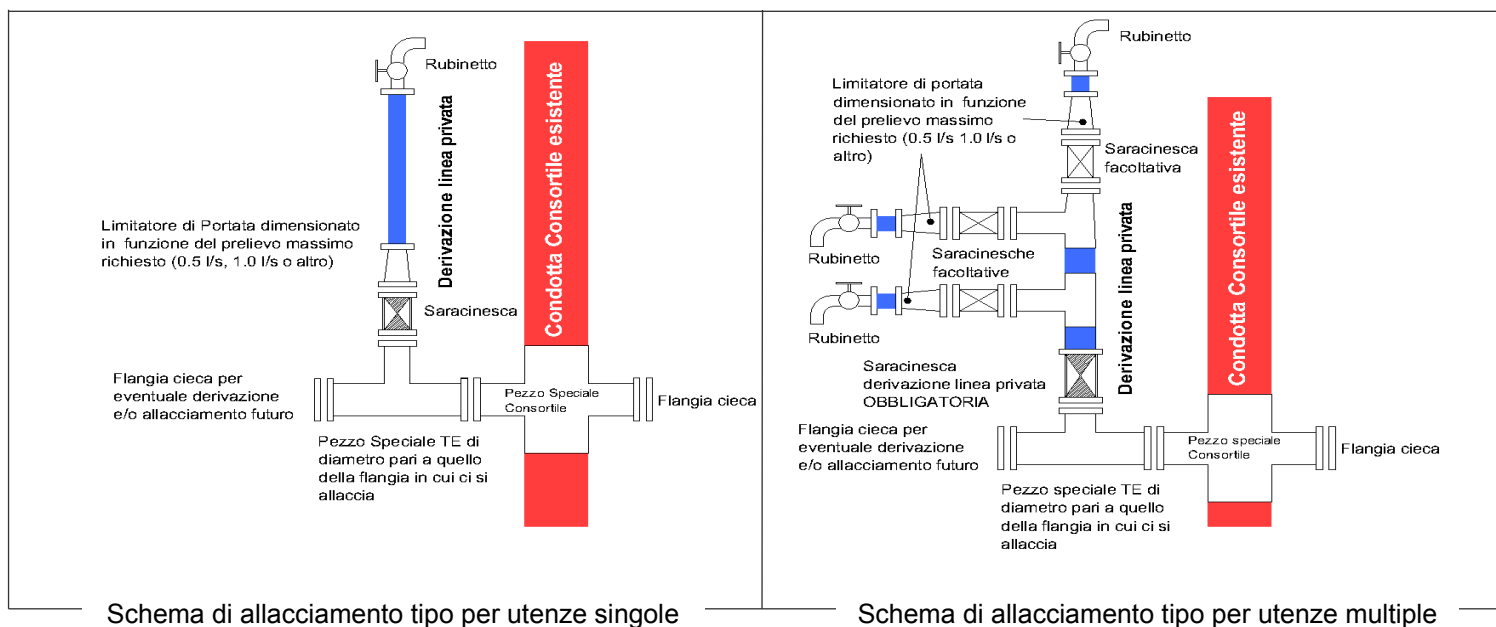 Rubinetto
Condotta Consortile esistente
Derivazione linea privata
Limitatore di Portata dimensionato
in funzione del prelievo massimo
richiesto (0.5 l/s, 1.0 l/s o altro)
Saracinesca
Flangia cieca per
eventuale derivazione
e/o allacciamento futuro
Pezzo Speciale
Consortile
Flangia cieca
Pezzo Speciale TE di
diametro pari a quello
della flangia in cui ci si
allaccia
Schema di allacciamento tipo per utenze singole
Rubinetto
Limitatore di portata
dimensionato in funzione
del prelievo massimo
richiesto (0.5 l/s 1.0 l/s o
altro)
Saracinesca
facoltativa
Condotta Consortile esistente
Derivazione linea privata
Rubinetto
Saracinesche
facoltative
Rubinetto
Saracinesca
derivazione linea privata
OBBLIGATORIA
Flangia cieca per
eventuale derivazione
e/o allacciamento futuro
Pezzo speciale
Consortile
Flangia cieca
Pezzo speciale TE di
diametro pari a quello
della flangia in cui ci si
allaccia
Schema di allacciamento tipo per utenze multiple